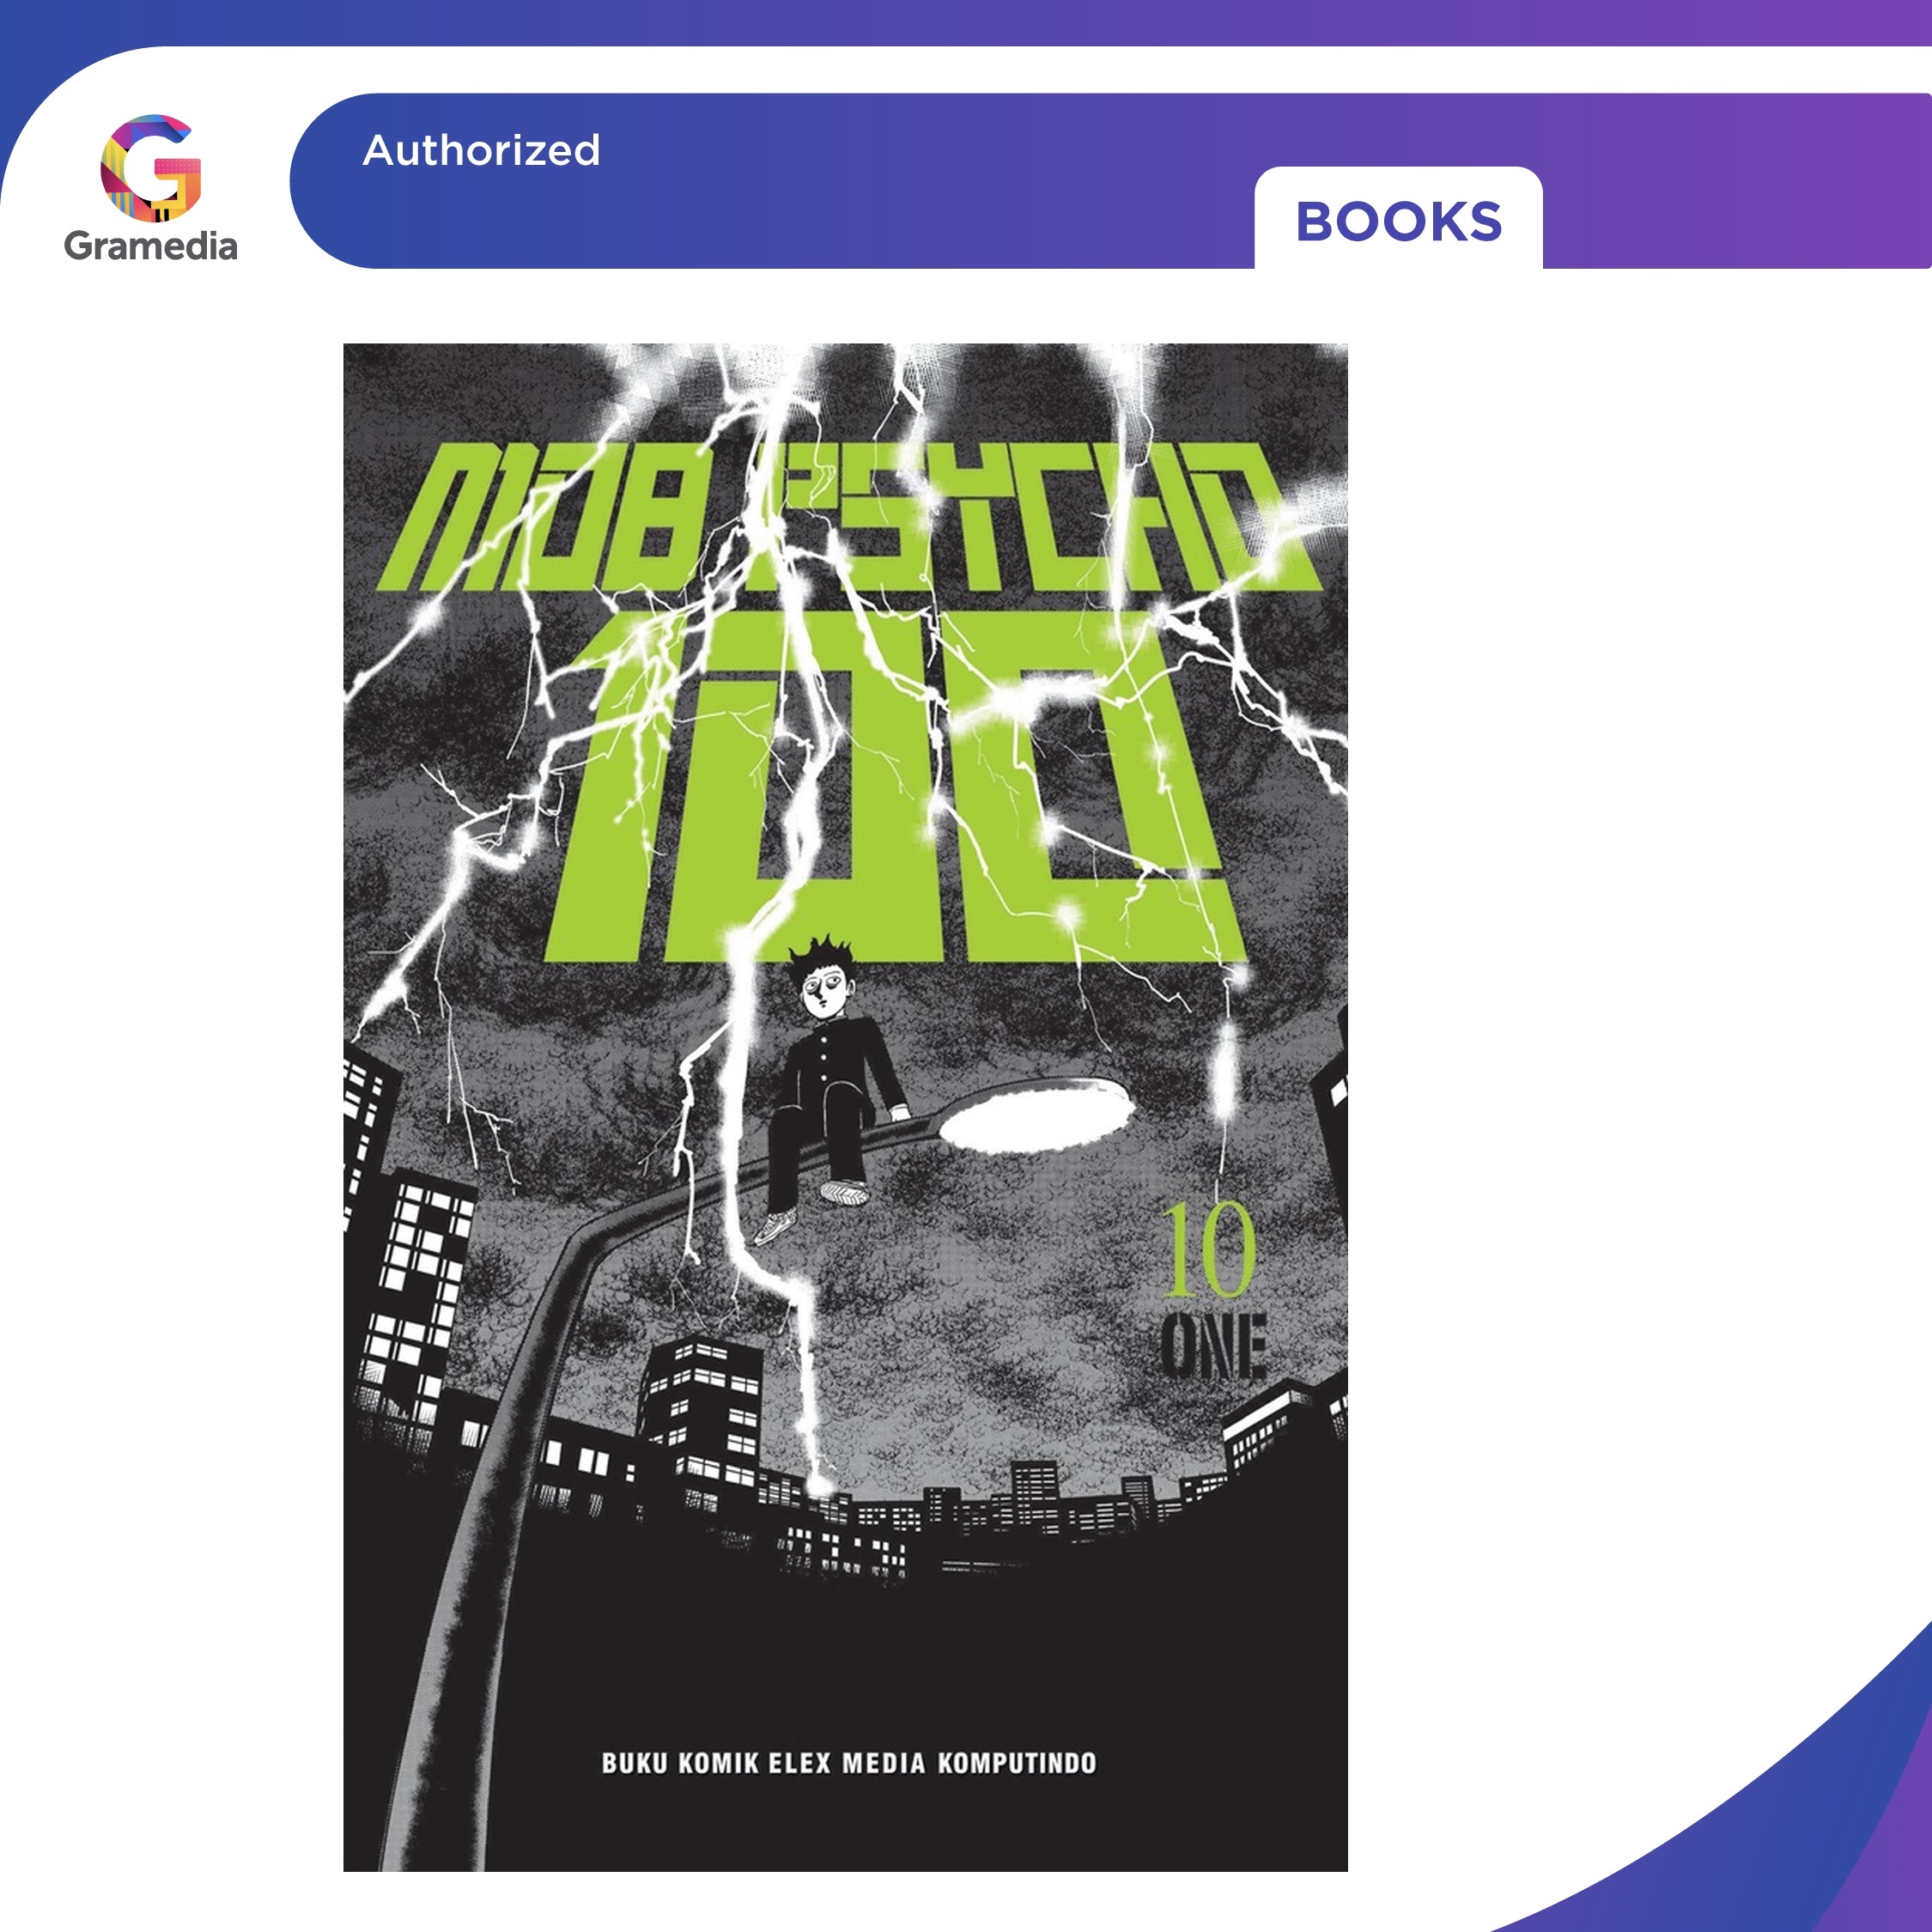 Authorized
BOOKS
Gramedia
MOB PSYCHO
100
10
ONE
BUKU KOMIK ELEX MEDIA KOMPUTINDO